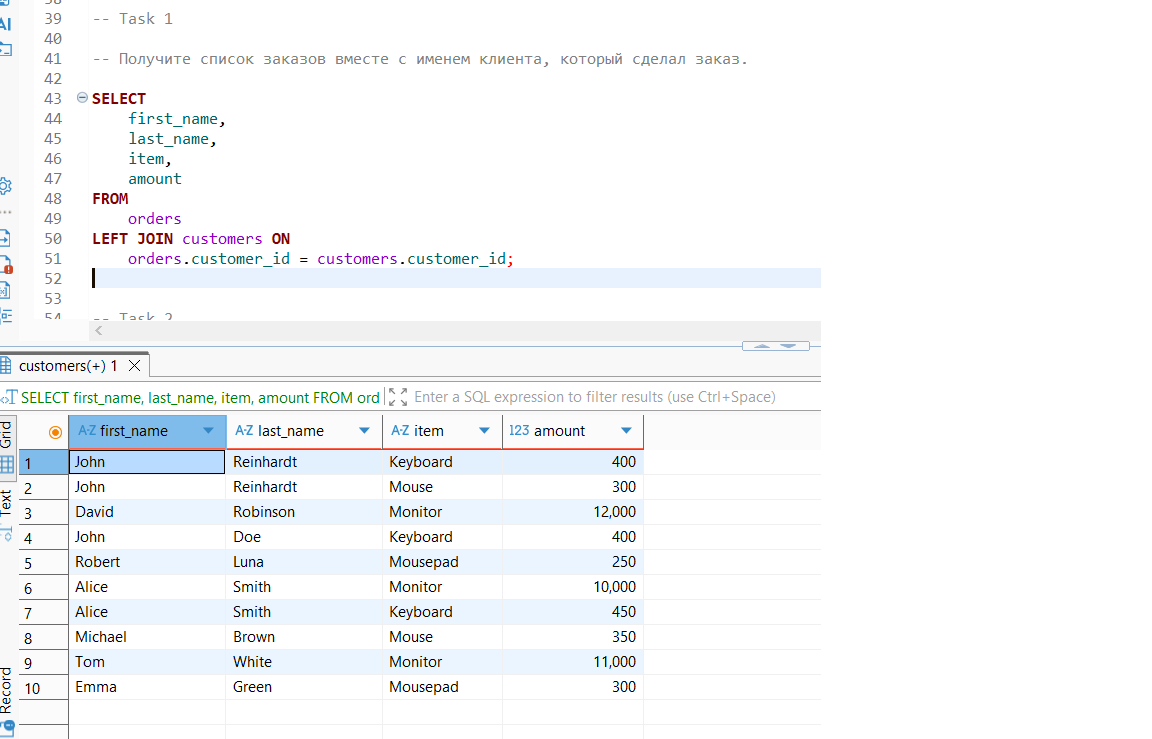 38
39 -- Task 1
40
41 -- Получите список заказов вместе с именем клиента, который сделал заказ.
42
43 SELECT
44 first_name,
45 last_name,
46 item,
47 amount
48 FROM
49 orders
50 LEFT JOIN customers ON
51 orders.customer_id = customers.customer_id;
52
53
54 -- Task 2
AI
customers(+) 1
SELECT first_name, last_name, item, amount FROM ord Enter a SQL expression to filter results (use Ctrl+Space)
Grid
Text
Record
A-Z first_name A-Z last_name A-Z item 123 amount
1 John Reinhardt Keyboard 400
2 John Reinhardt Mouse 300
3 David Robinson Monitor 12,000
4 John Doe Keyboard 400
5 Robert Luna Mousepad 250
6 Alice Smith Monitor 10,000
7 Alice Smith Keyboard 450
8 Michael Brown Mouse 350
9 Tom White Monitor 11,000
10 Emma Green Mousepad 300